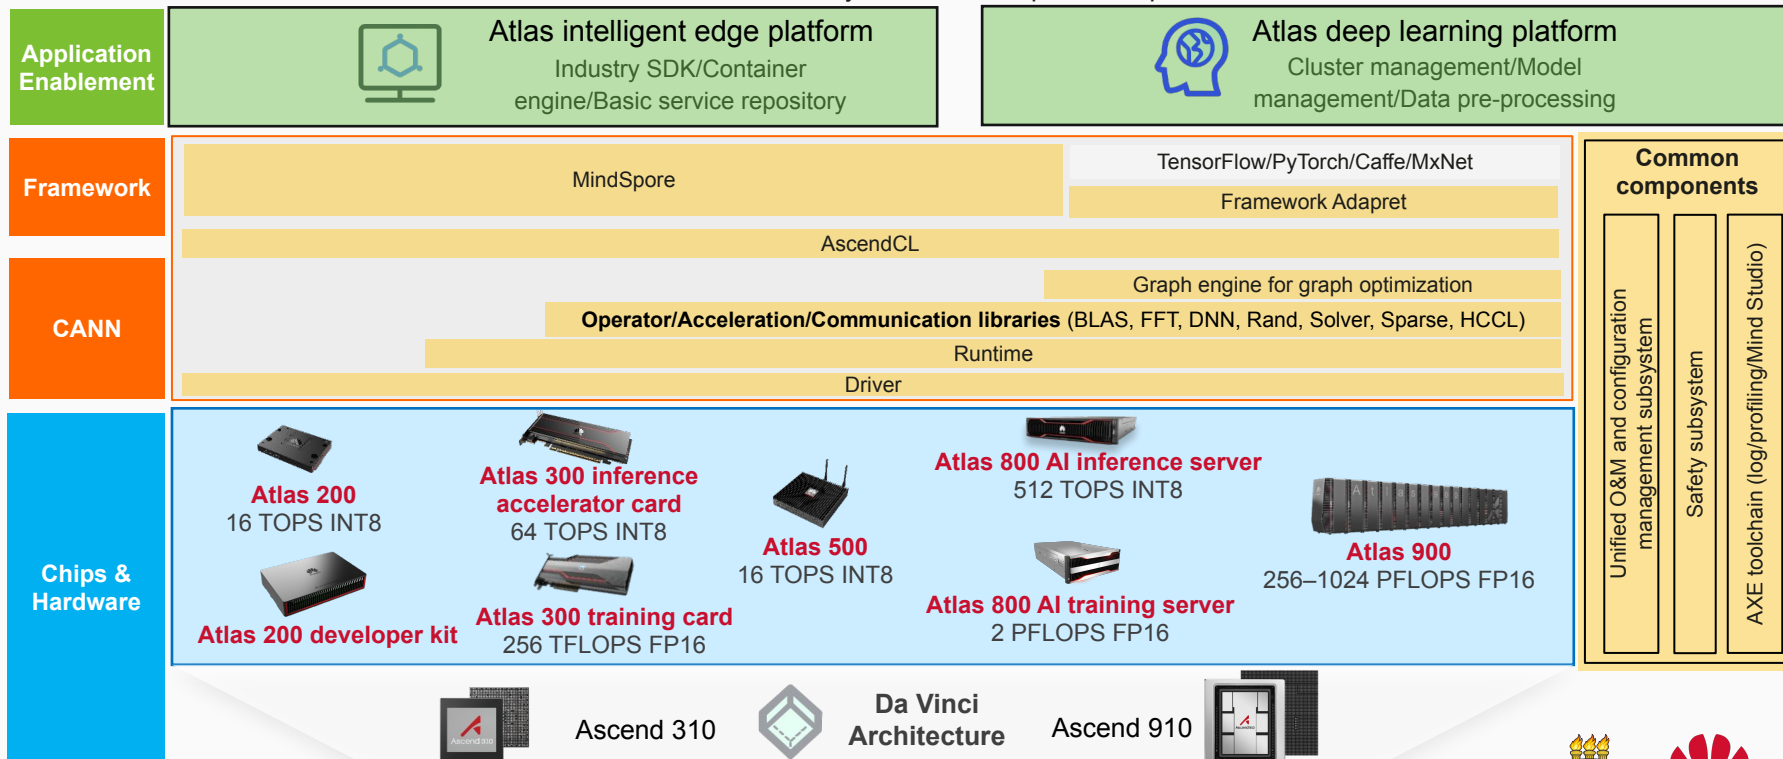 Application
Enablement
Atlas intelligent edge platform
Industry SDK/Container
engine/Basic service repository
Atlas deep learning platform
Cluster management/Model
management/Data pre-processing
Framework
MindSpore
TensorFlow/PyTorch/Caffe/MxNet
Framework Adapret
AscendCL
CANN
Graph engine for graph optimization
Operator/Acceleration/Communication libraries (BLAS, FFT, DNN, Rand, Solver, Sparse, HCCL)
Runtime
Driver
Common
components
Unified O&M and configuration
management subsystem
Safety subsystem
AXE toolchain (log/profiling/Mind Studio)
Chips &
Hardware
Atlas 200
16 TOPS INT8
Atlas 200 developer kit
Atlas 300 inference
accelerator card
64 TOPS INT8
Atlas 300 training card
256 TFLOPS FP16
Atlas 500
16 TOPS INT8
Atlas 800 AI inference server
512 TOPS INT8
Atlas 800 AI training server
2 PFLOPS FP16
Atlas 900
256–1024 PFLOPS FP16
Ascend 310
Ascend 310
Da Vinci
Architecture
Ascend 910